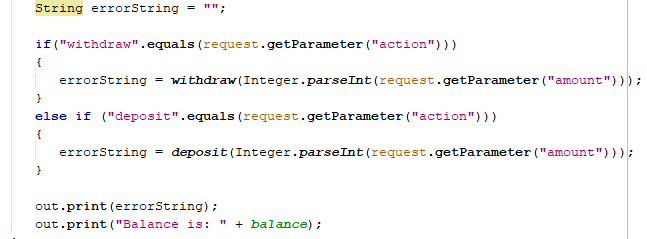 String errorString = "";
if("withdraw".equals(request.getParameter("action")))
{
errorString = withdraw(Integer.parseInt(request.getParameter("amount")));
}
else if ("deposit".equals(request.getParameter("action")))
{
errorString = deposit(Integer.parseInt(request.getParameter("amount")));
}
out.print(errorString);
out.print("Balance is: " + balance);